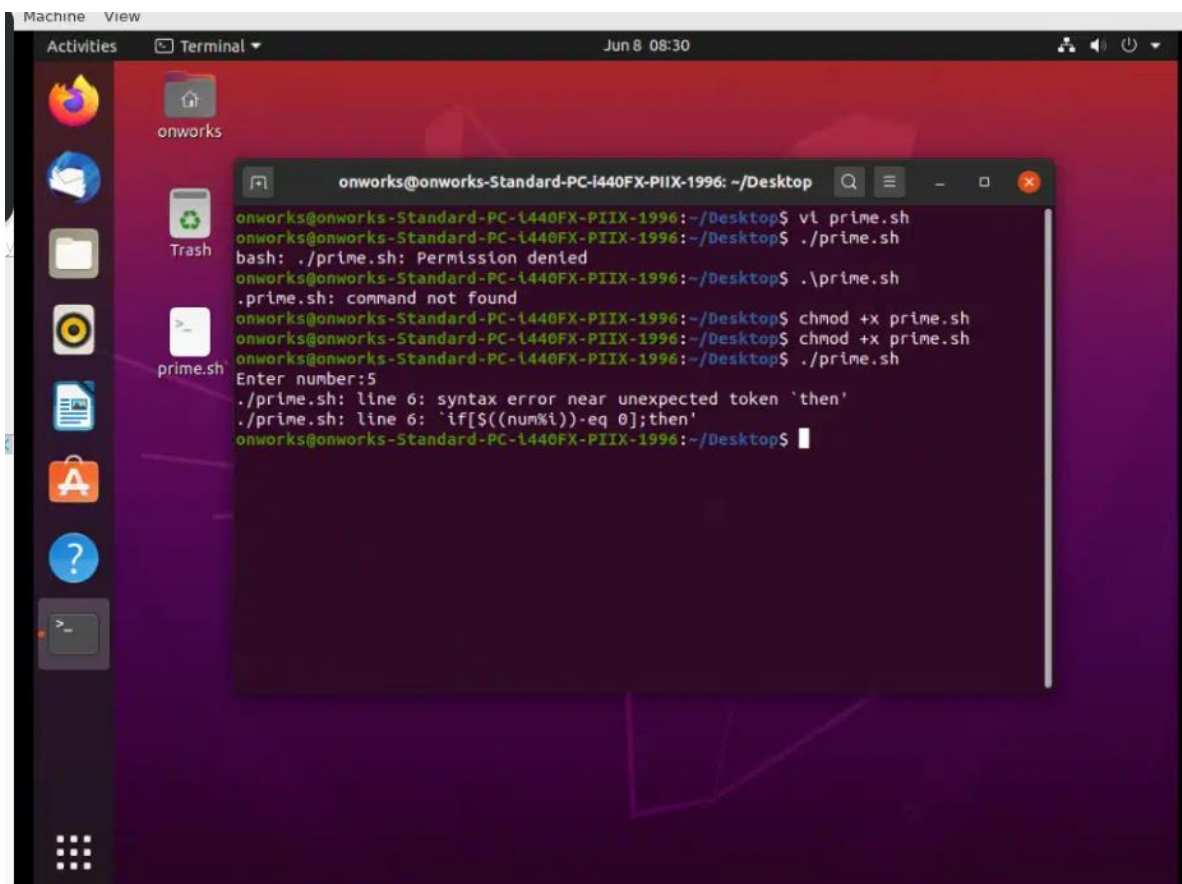 Machine View
Activities Terminal Jun 8 08:30
onworks
Trash
prime.sh
onworks@onworks-Standard-PC-i440FX-PIIX-1996: ~/Desktop
onworks@onworks-Standard-PC-i440FX-PIIX-1996:~/Desktop$ vi prime.sh
onworks@onworks-Standard-PC-i440FX-PIIX-1996:~/Desktop$ ./prime.sh
bash: ./prime.sh: Permission denied
onworks@onworks-Standard-PC-i440FX-PIIX-1996:~/Desktop$ .\prime.sh
.prime.sh: command not found
onworks@onworks-Standard-PC-i440FX-PIIX-1996:~/Desktop$ chmod +x prime.sh
onworks@onworks-Standard-PC-i440FX-PIIX-1996:~/Desktop$ chmod +x prime.sh
onworks@onworks-Standard-PC-i440FX-PIIX-1996:~/Desktop$ ./prime.sh
Enter number:5
./prime.sh: line 6: syntax error near unexpected token `then'
./prime.sh: line 6: `if[$((num%i))-eq 0];then'
onworks@onworks-Standard-PC-i440FX-PIIX-1996:~/Desktop$